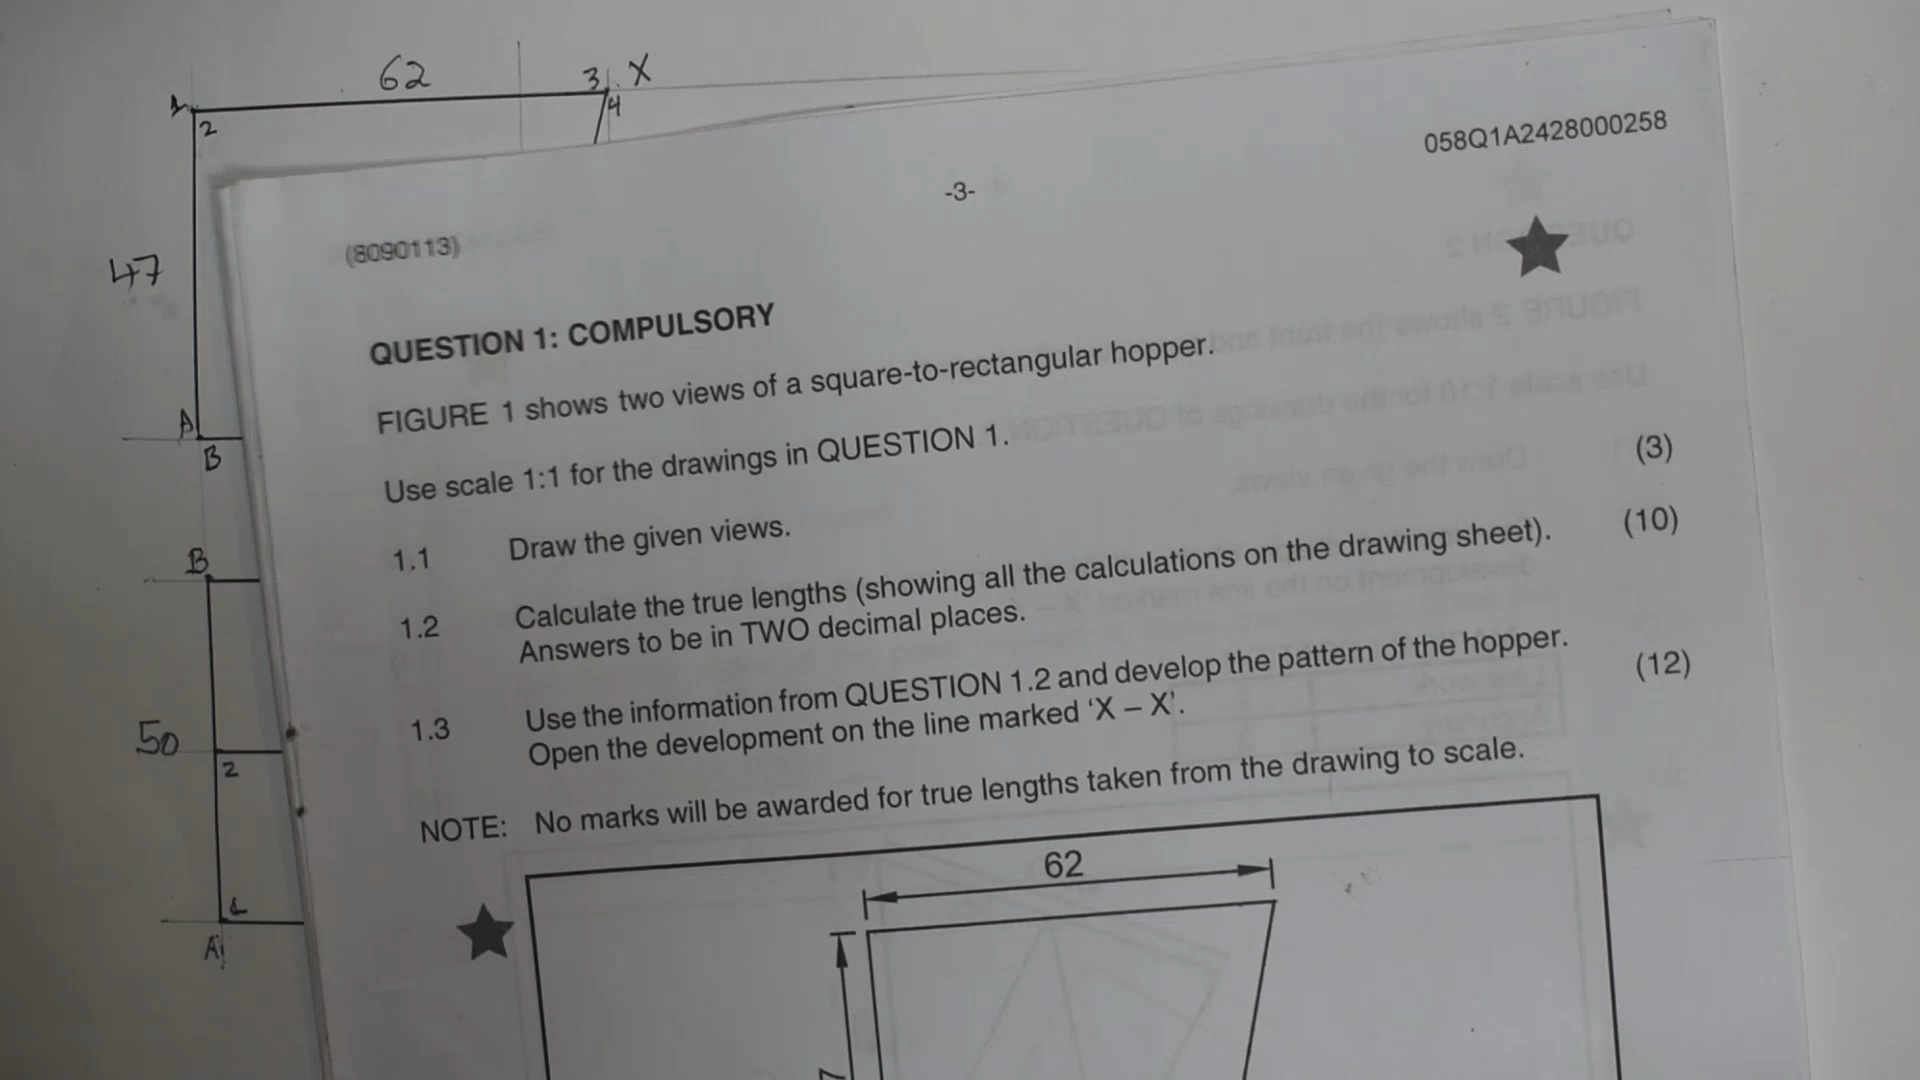 62
3 X
1
2
4
058Q1A2428000258
-3-
(8090113)
47
QUESTION 1: COMPULSORY
FIGURE 1 shows two views of a square-to-rectangular hopper.
A
B
Use scale 1:1 for the drawings in QUESTION 1.
1.1 Draw the given views. (3)
B
1.2 Calculate the true lengths (showing all the calculations on the drawing sheet). (10)
Answers to be in TWO decimal places.
1.3 Use the information from QUESTION 1.2 and develop the pattern of the hopper.
Open the development on the line marked ‘X – X’. (12)
50
2
NOTE: No marks will be awarded for true lengths taken from the drawing to scale.
62
A